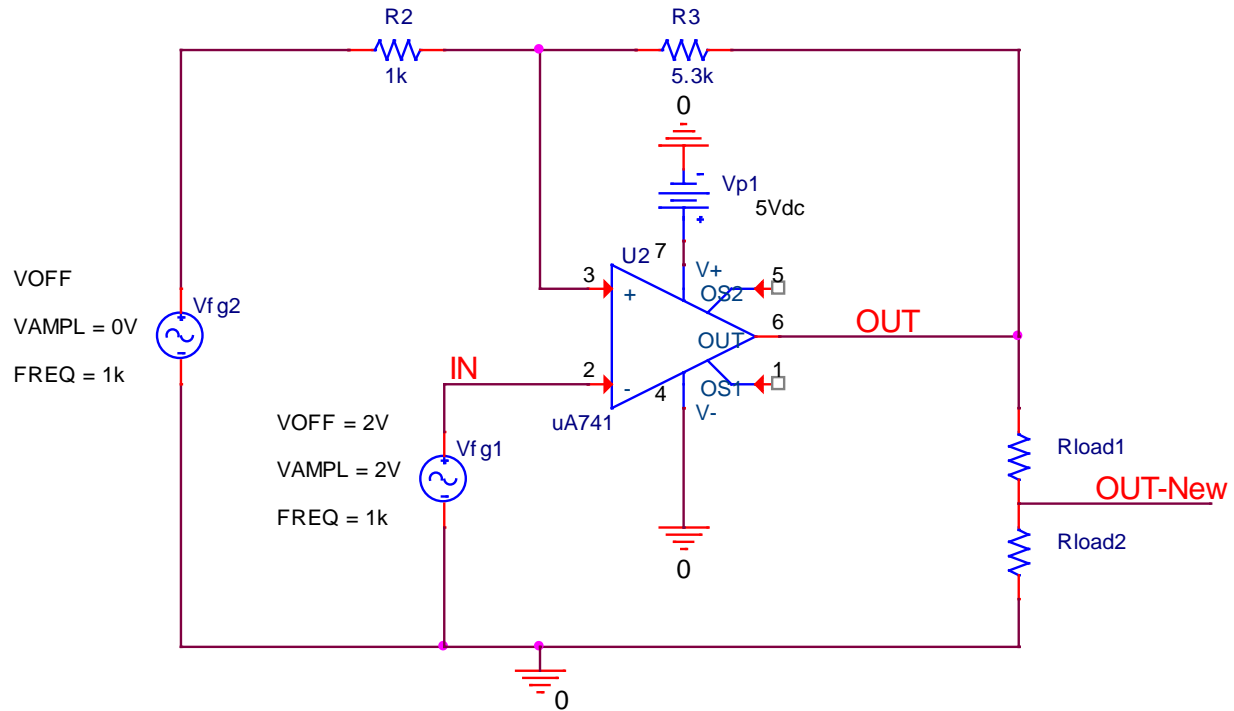 R2
R3
1k
5.3k
0
Vp1
5Vdc
U2
7
V+
3
+
5
OS2
VOFF
Vfg2
VAMPL = 0V
FREQ = 1k
6
OUT
OUT
IN
2
-
1
OS1
4
V-
uA741
VOFF = 2V
Vfg1
VAMPL = 2V
FREQ = 1k
Rload1
OUT-New
Rload2
0
0